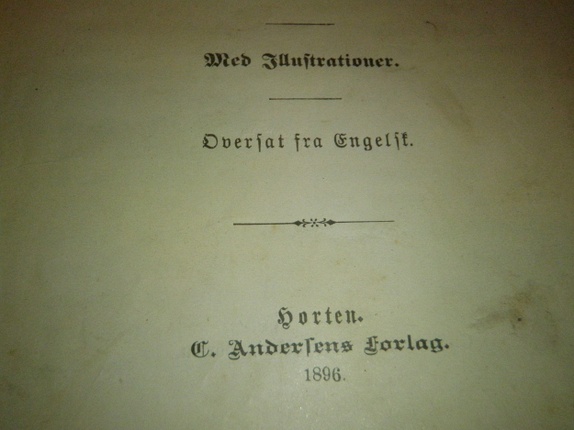 Med Illustrationer.
Oversat fra Engelsk.
Horten.
C. Andersens Forlag.
1896.